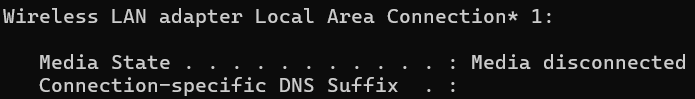 Wireless LAN adapter Local Area Connection* 1:
Media State . . . . . . . . . . . : Media disconnected
Connection-specific DNS Suffix  . :